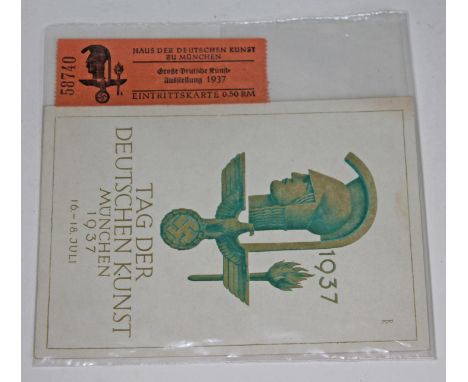 58740
HAUS DER DEUTSCHEN KUNST
ZU MÜNCHEN
Große Deutsche Kunst-
ausstellung 1937
EINTRITTSKARTE 0.50 RM
TAG DER
DEUTSCHEN KUNST
MÜNCHEN
1937
16.-18. JULI
1937